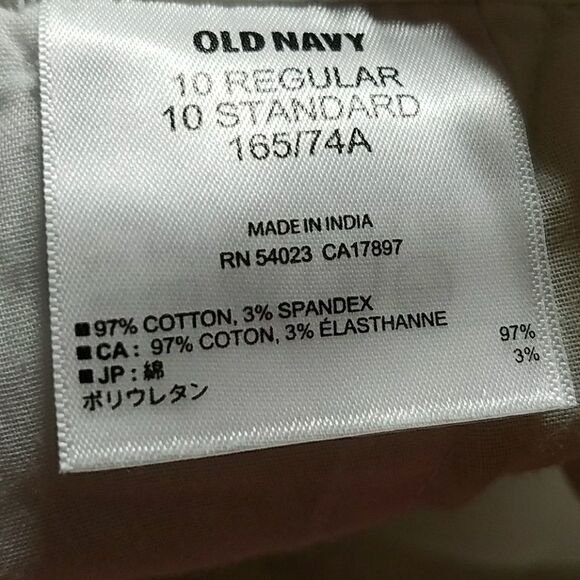 OLD NAVY
10 REGULAR
10 STANDARD
165/74A
MADE IN INDIA
RN 54023 CA17897
■97% COTTON, 3% SPANDEX
■CA: 97% COTON, 3% ÉLASTHANNE
■JP: 綿 97%
ポリウレタン 3%